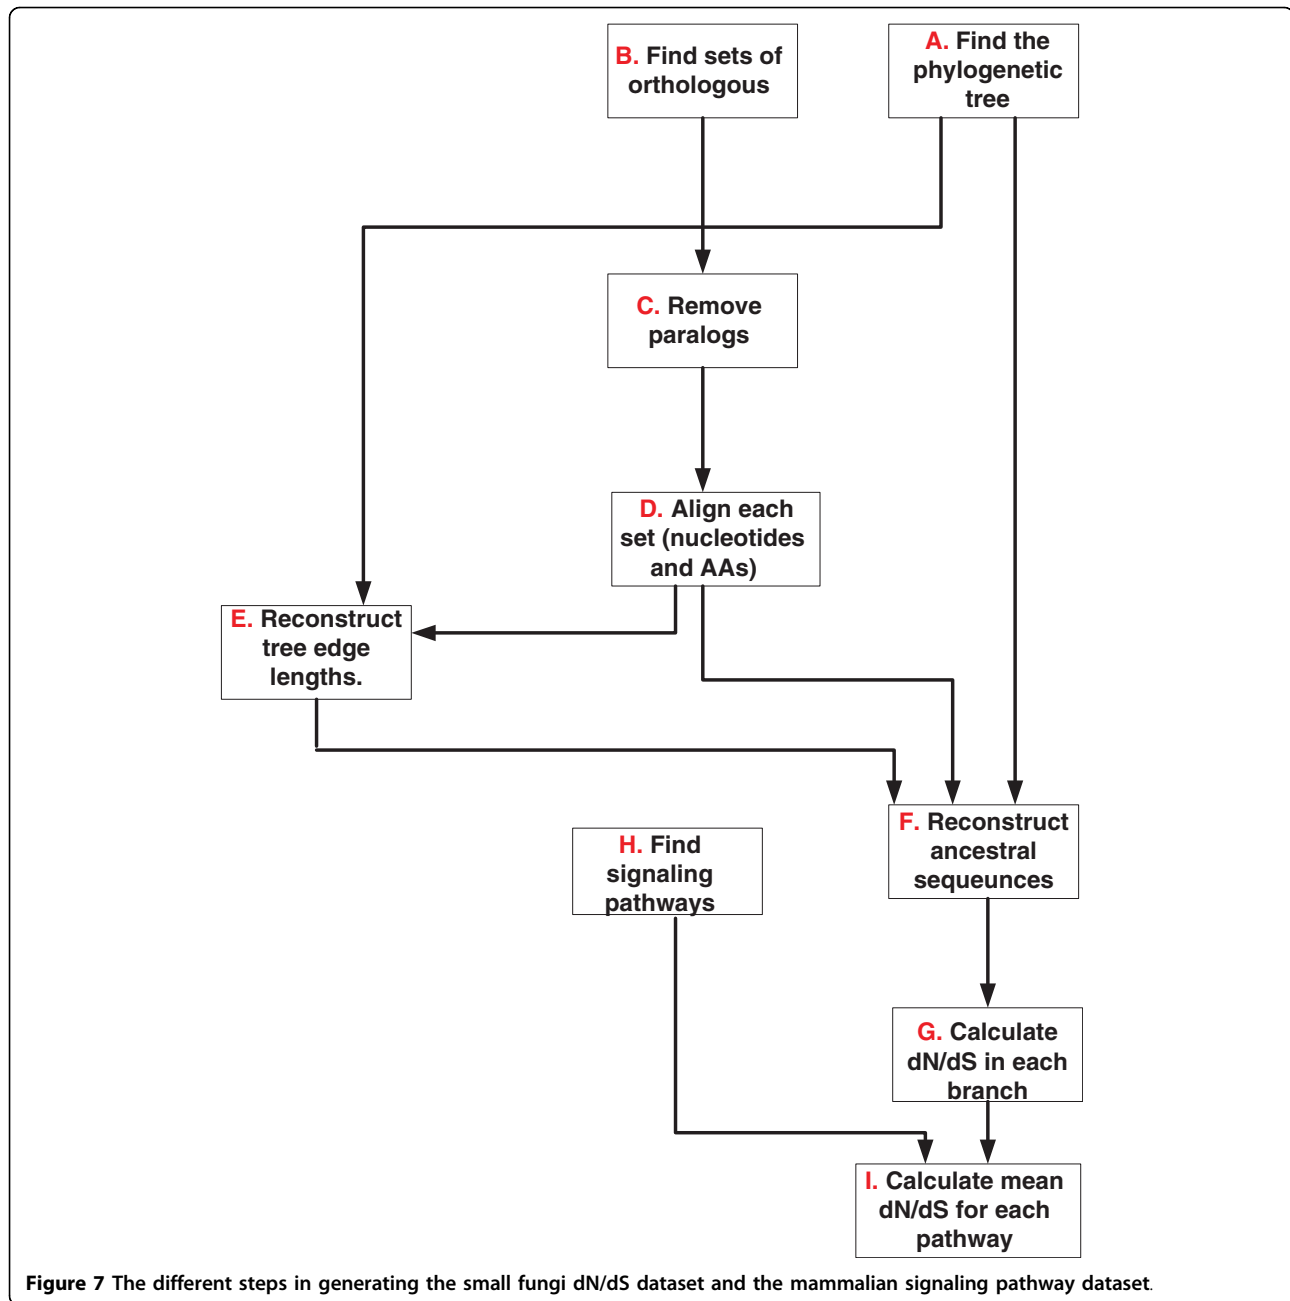 B. Find sets of
orthologous
A. Find the
phylogenetic
tree
C. Remove
paralogs
D. Align each
set (nucleotides
and AAs)
E. Reconstruct
tree edge
lengths.
F. Reconstruct
ancestral
sequeunces
H. Find
signaling
pathways
G. Calculate
dN/dS in each
branch
I. Calculate mean
dN/dS for each
pathway
Figure 7 The different steps in generating the small fungi dN/dS dataset and the mammalian signaling pathway dataset.